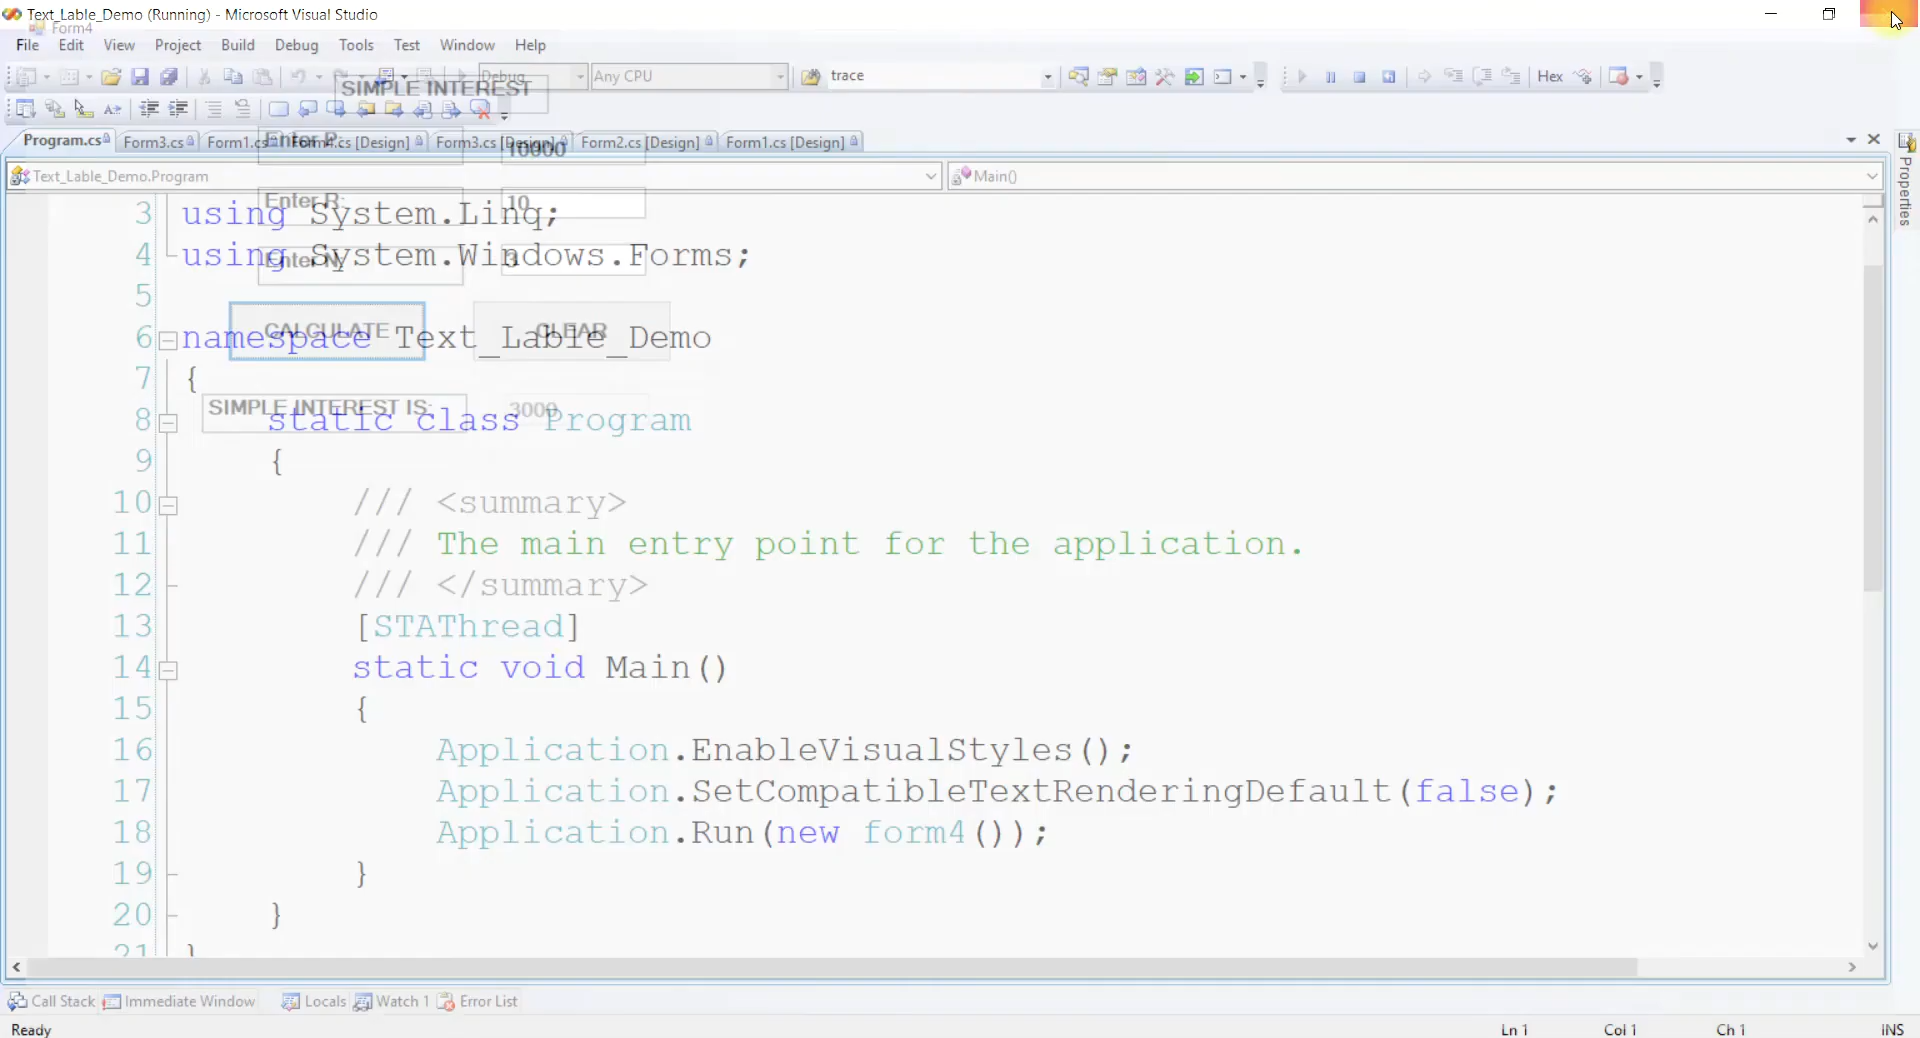 Text_Lable_Demo (Running) - Microsoft Visual Studio
Form4
File Edit View Project Build Debug Tools Test Window Help
Debug Any CPU trace Hex
SIMPLE INTEREST
Program.cs Form3.cs Form1.cs Form4.cs [Design] Form3.cs [Design] Form2.cs [Design] Form1.cs [Design]
Enter P: 10000
Text_Lable_Demo.Program Main()
Properties
Enter R: 10
3 using System.Linq;
4 using System.Windows.Forms;
Enter N: 3
5
CALCULATE CLEAR
6 namespace Text_Lable_Demo
7 {
SIMPLE INTEREST IS: 3000
8 static class Program
9 {
10 /// <summary>
11 /// The main entry point for the application.
12 /// </summary>
13 [STAThread]
14 static void Main()
15 {
16 Application.EnableVisualStyles();
17 Application.SetCompatibleTextRenderingDefault(false);
18 Application.Run(new form4());
19 }
20 }
21 }
Call Stack Immediate Window Locals Watch 1 Error List
Ready Ln 1 Col 1 Ch 1 INS